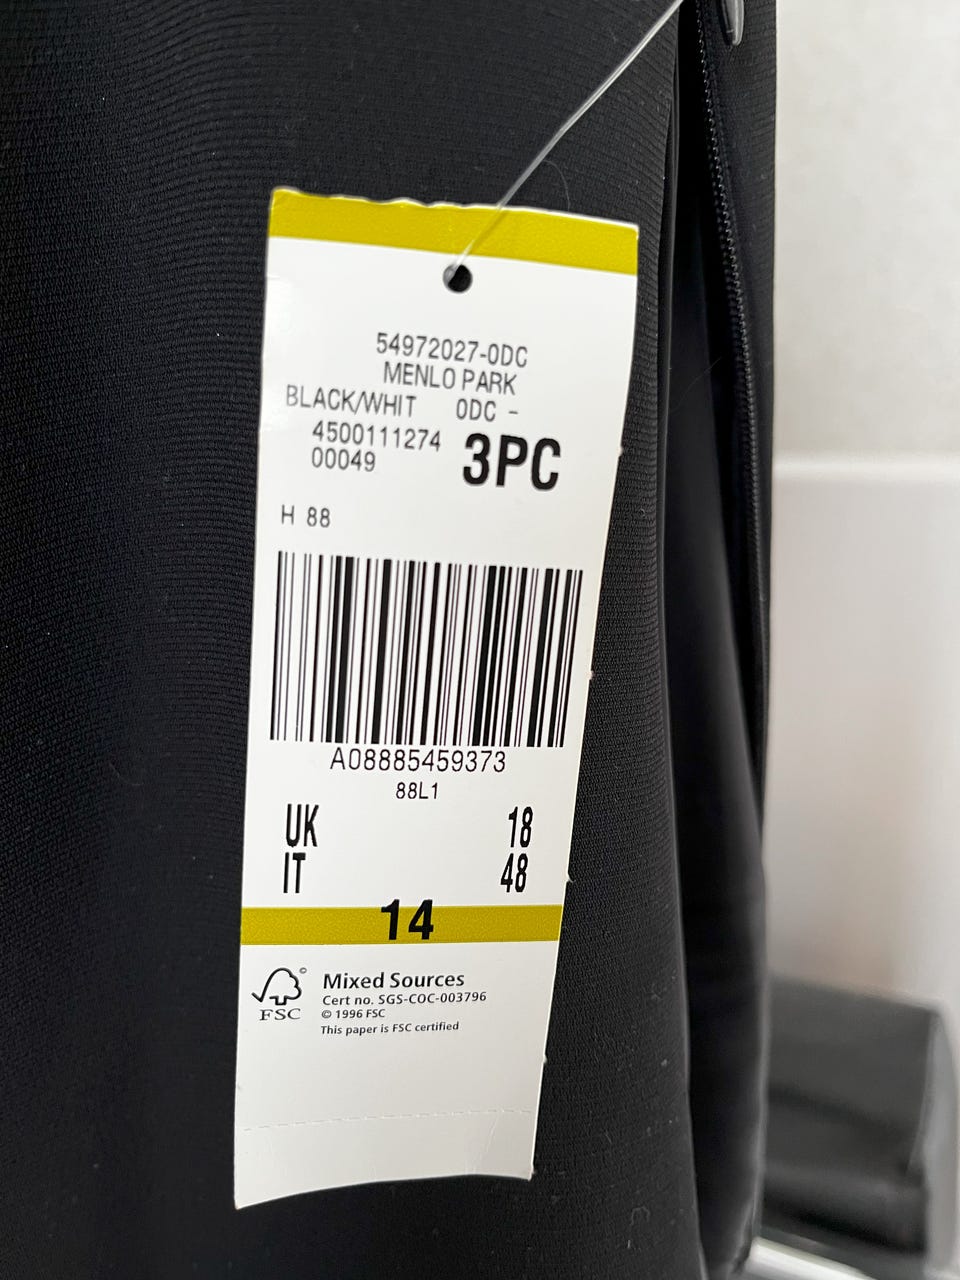 54972027-0DC
MENLO PARK
BLACK/WHIT 0DC -
4500111274
00049
3PC
H 88
A08885459373
88L1
UK 18
IT 48
14
FSC
©
Mixed Sources
Cert no. SGS-COC-003796
© 1996 FSC
This paper is FSC certified